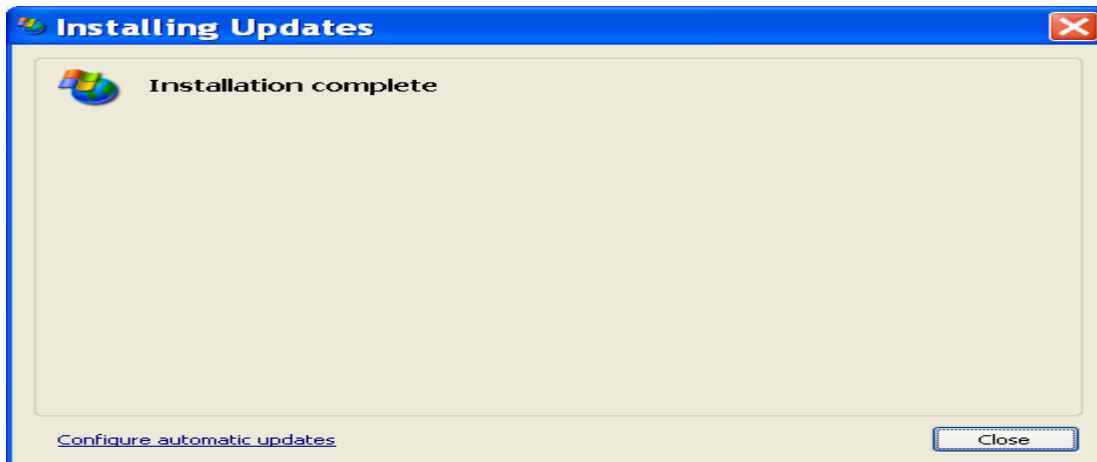 Installing Updates
Installation complete
Configure automatic updates
Close